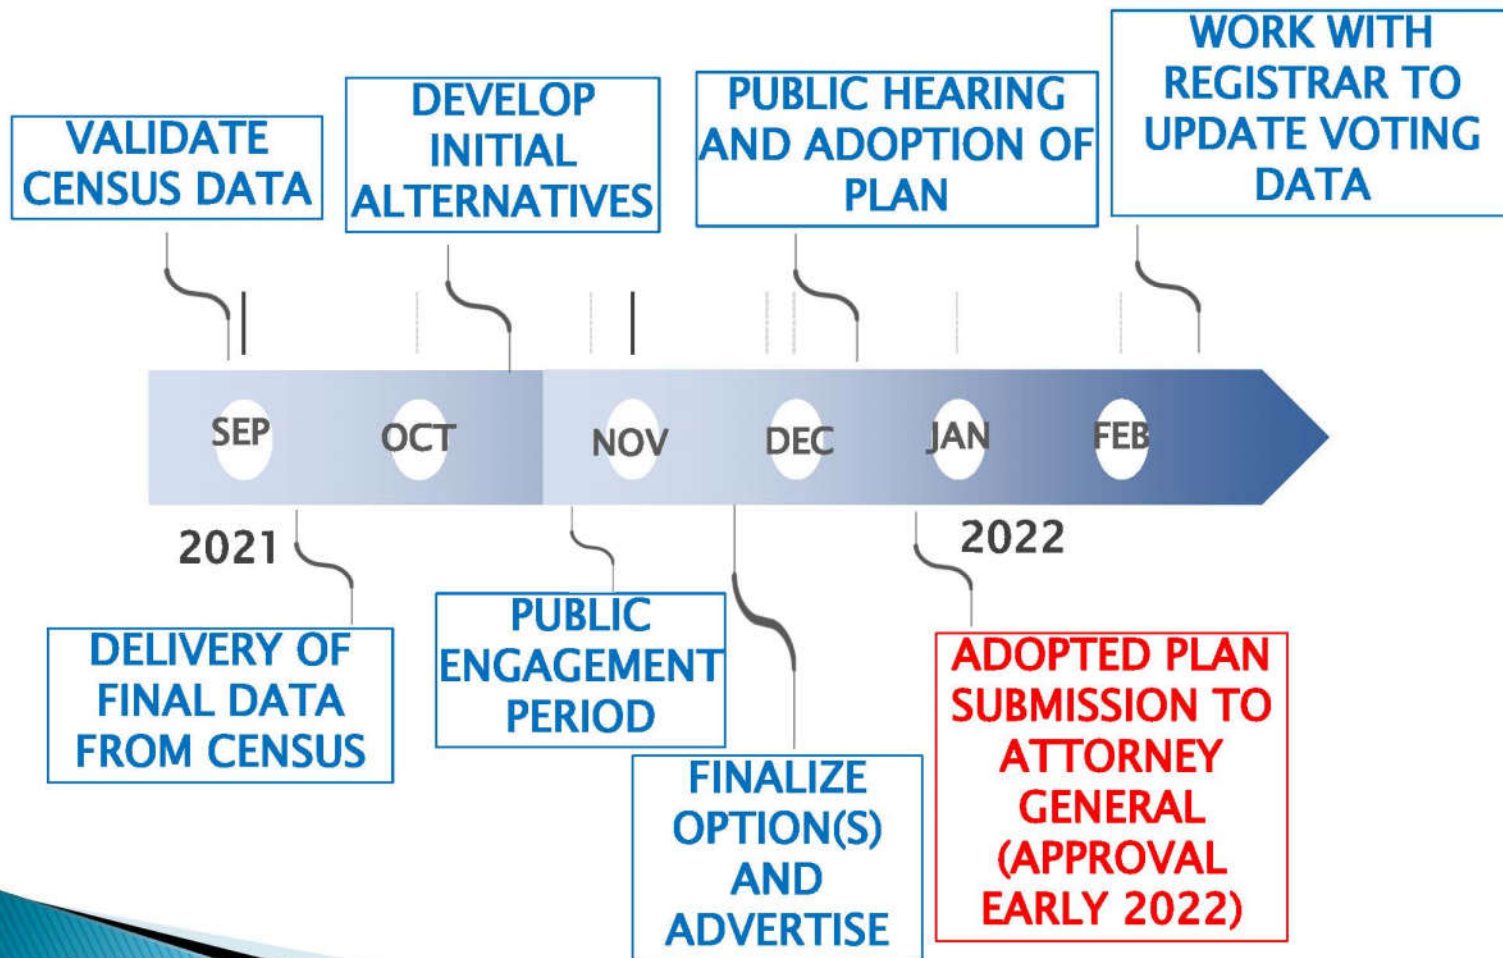 VALIDATE
CENSUS DATA
DEVELOP
INITIAL
ALTERNATIVES
PUBLIC HEARING
AND ADOPTION OF
PLAN
WORK WITH
REGISTRAR TO
UPDATE VOTING
DATA
SEP
OCT
NOV
DEC
JAN
FEB
2021
2022
DELIVERY OF
FINAL DATA
FROM CENSUS
PUBLIC
ENGAGEMENT
PERIOD
FINALIZE
OPTION(S)
AND
ADVERTISE
ADOPTED PLAN
SUBMISSION TO
ATTORNEY
GENERAL
(APPROVAL
EARLY 2022)